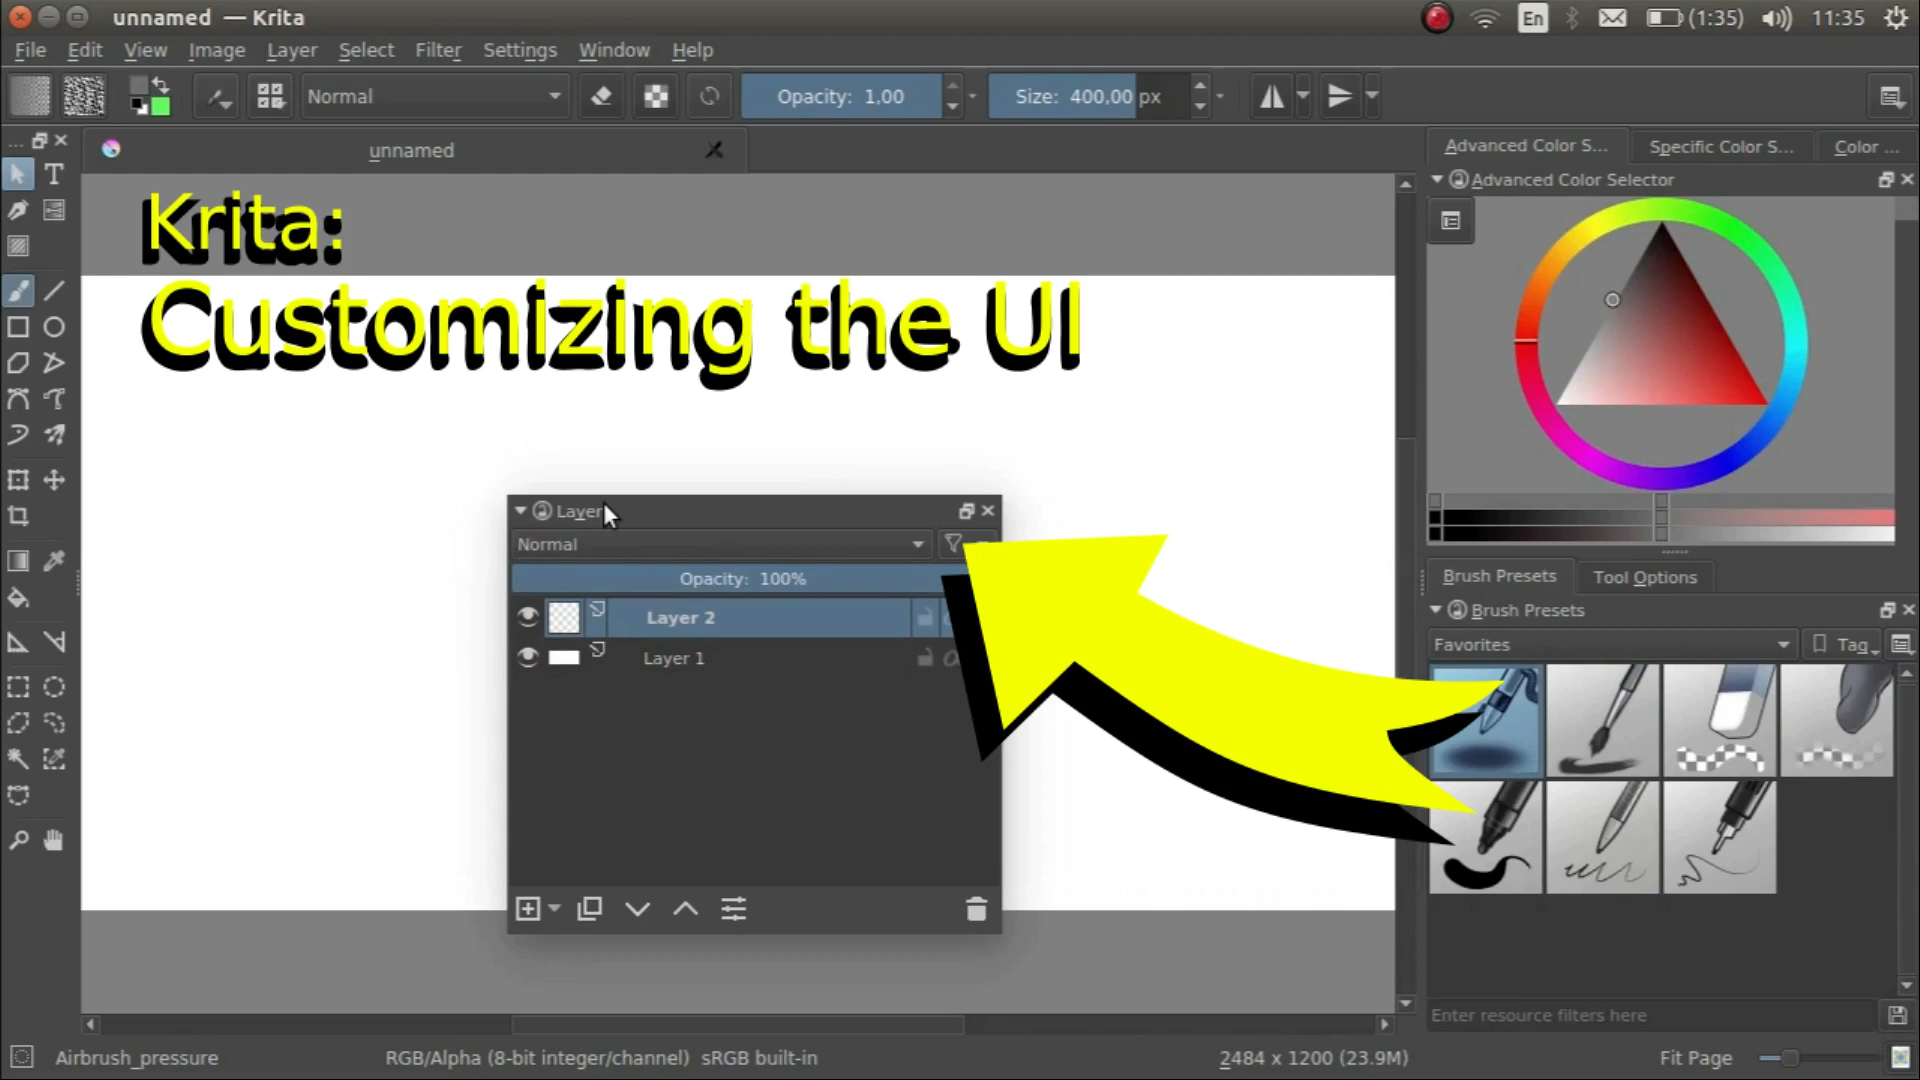 unnamed — Krita
En
(1:35)
11:35
File Edit View Image Layer Select Filter Settings Window Help
Normal
Opacity: 1,00
Size: 400,00 px
unnamed
Advanced Color S...
Specific Color S...
Color ...
Advanced Color Selector
Krita:
Customizing the UI
Layer
Normal
Opacity: 100%
Layer 2
Layer 1
Brush Presets
Tool Options
Brush Presets
Favorites
Tag
Enter resource filters here
Airbrush_pressure
RGB/Alpha (8-bit integer/channel) sRGB built-in
2484 x 1200 (23.9M)
Fit Page